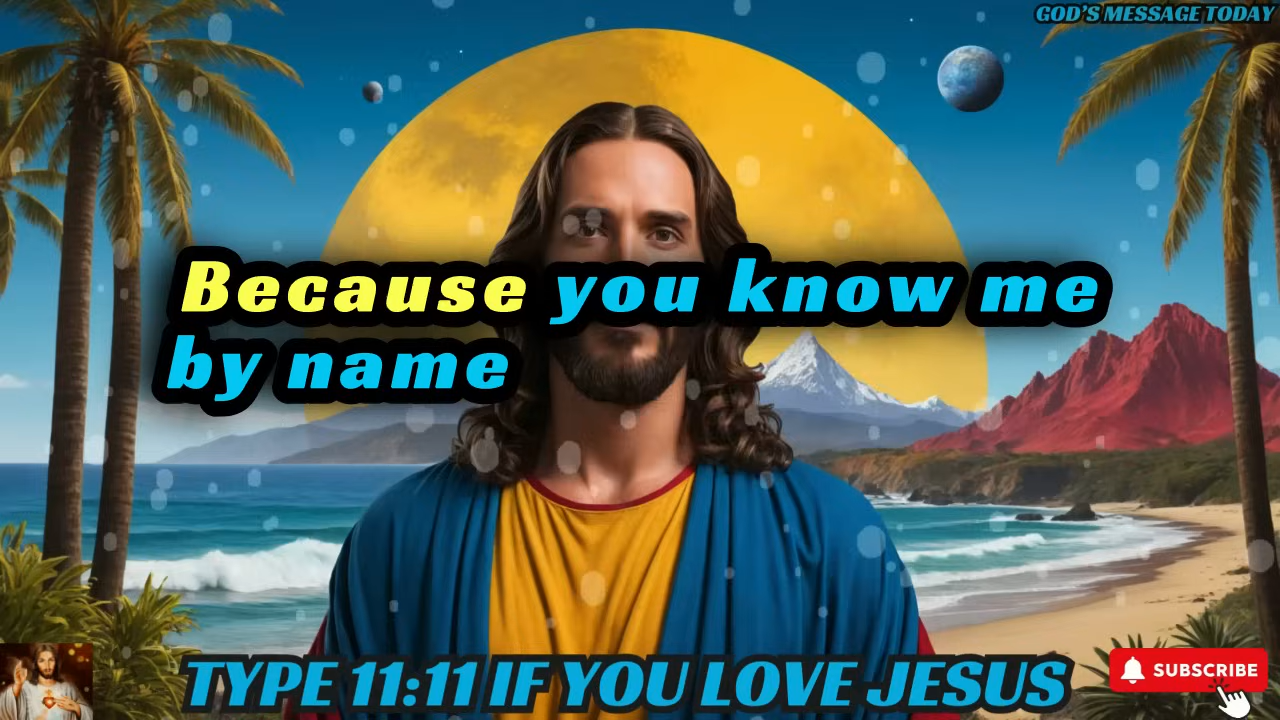 GOD'S MESSAGE TODAY
Because you know me
by name
TYPE 11:11 IF YOU LOVE JESUS
SUBSCRIBE